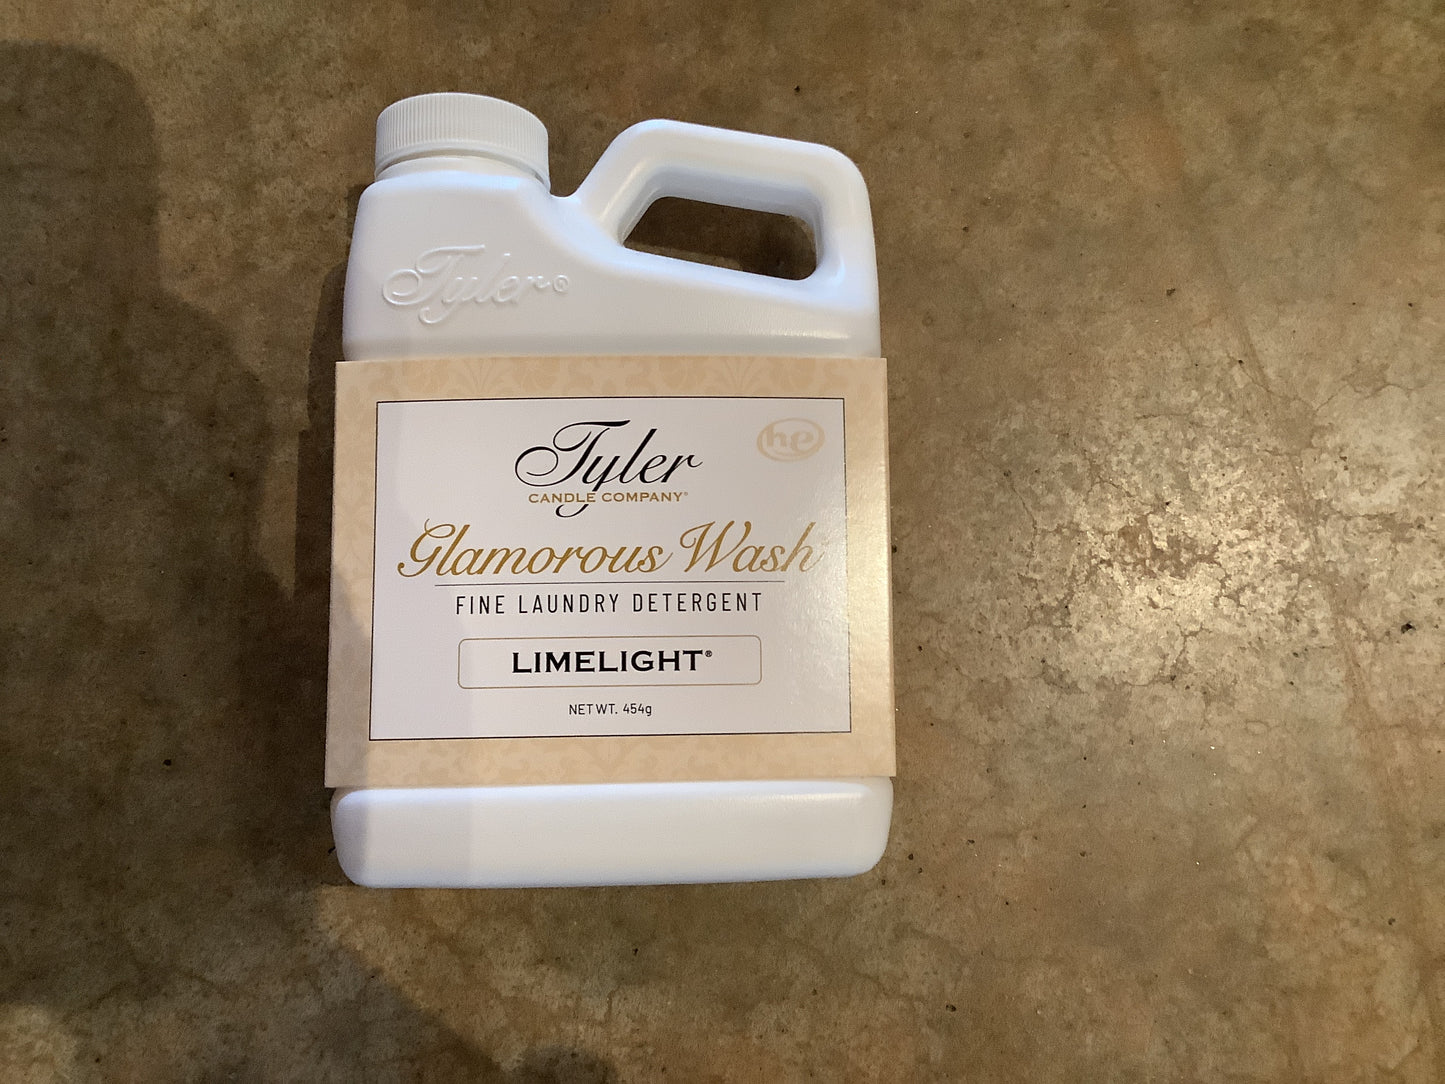 Tyler®
Tyler
CANDLE COMPANY®
he
Glamorous Wash
FINE LAUNDRY DETERGENT
LIMELIGHT®
NET WT. 454g